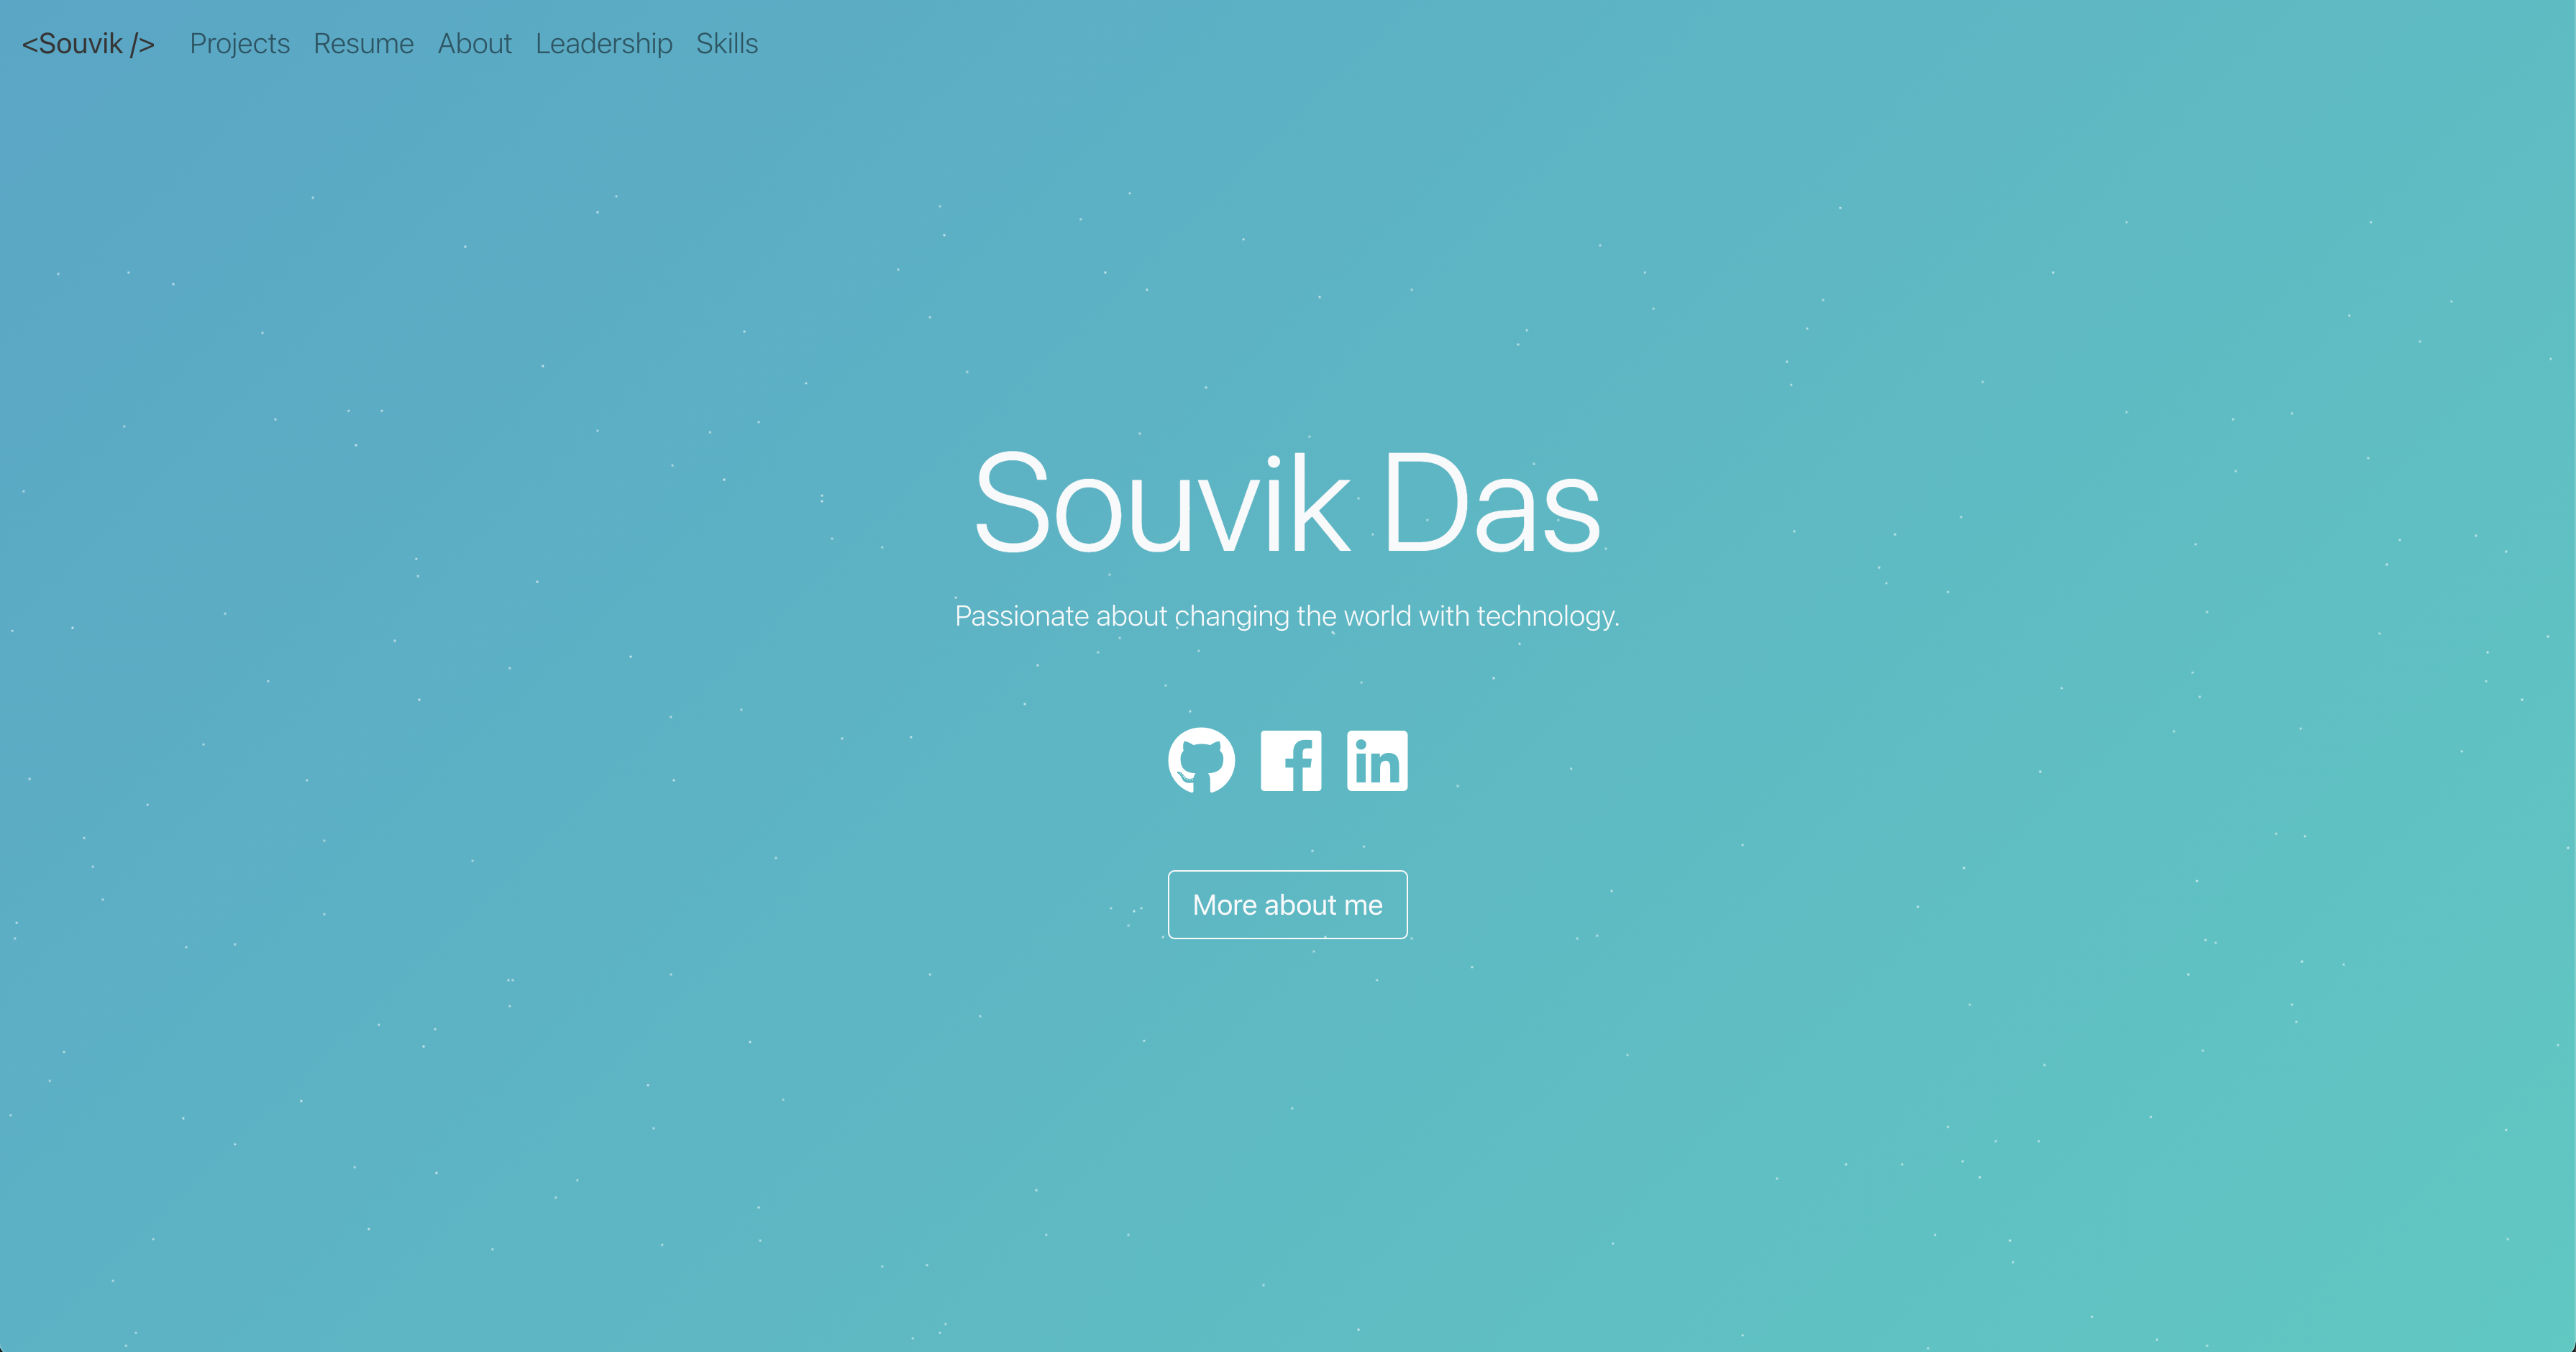 <Souvik /> Projects Resume About Leadership Skills
Souvik Das
Passionate about changing the world with technology.
More about me